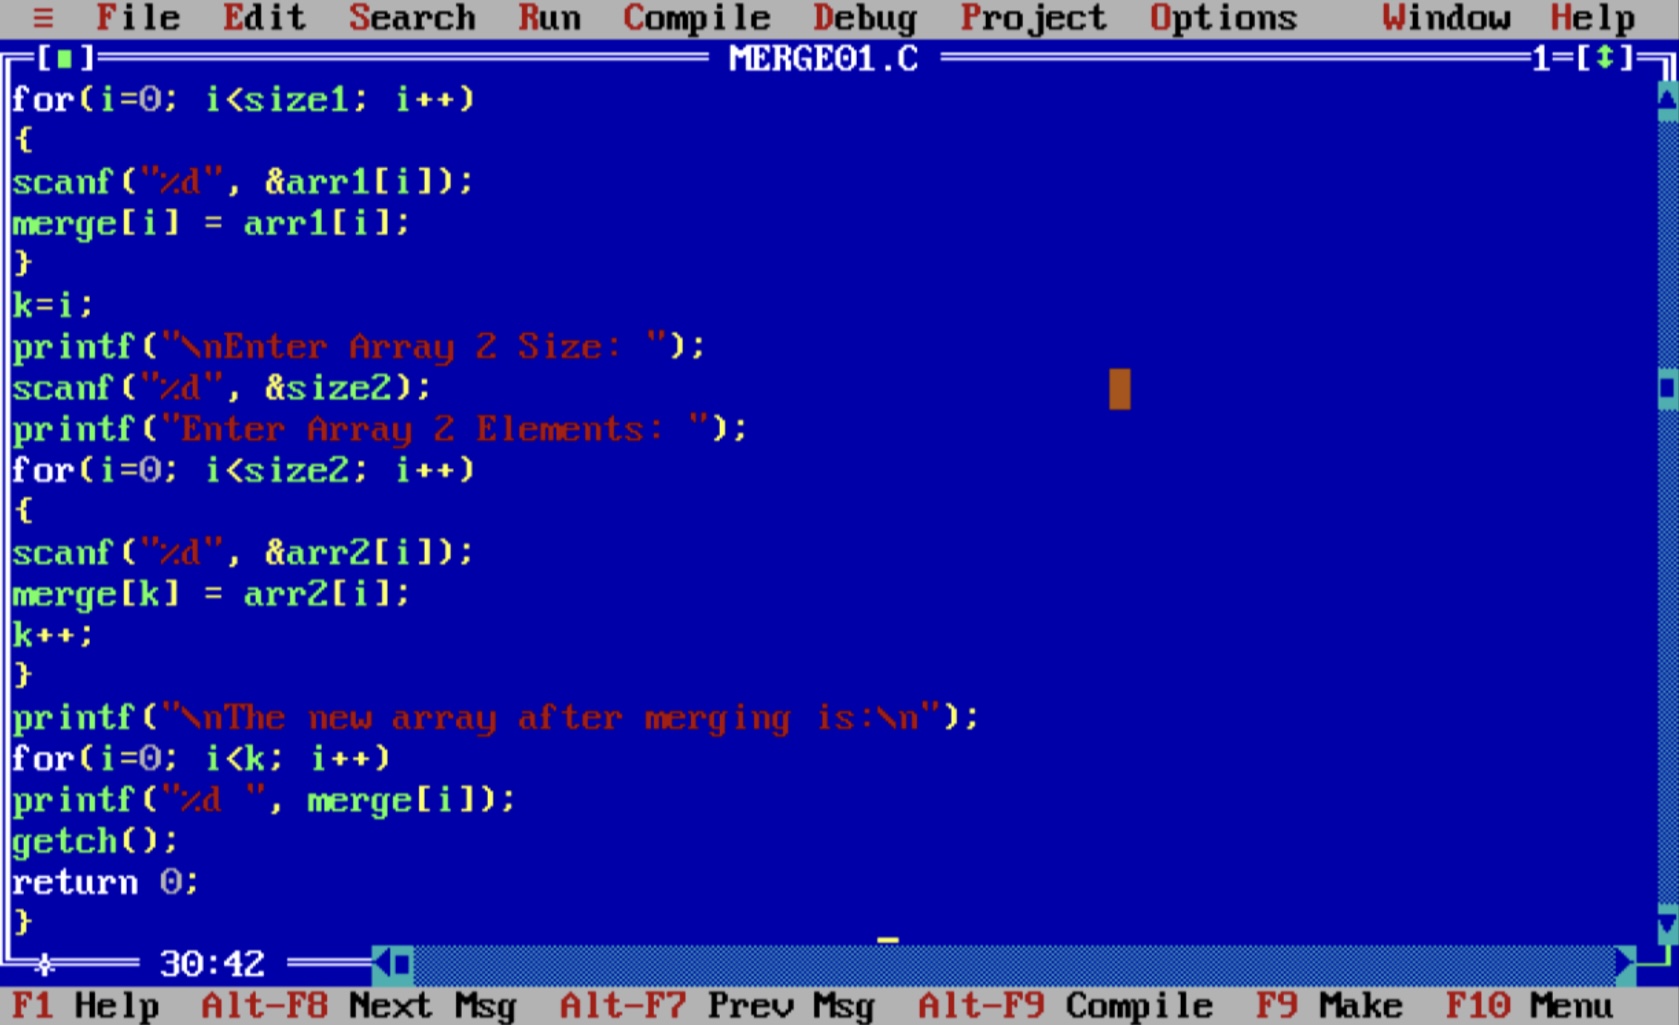 ≡ File Edit Search Run Compile Debug Project Options Window Help
[■] MERGE01.C 1=[↕]
for(i=0; i<size1; i++)
{
scanf("%d", &arr1[i]);
merge[i] = arr1[i];
}
k=i;
printf("\nEnter Array 2 Size: ");
scanf("%d", &size2);
printf("Enter Array 2 Elements: ");
for(i=0; i<size2; i++)
{
scanf("%d", &arr2[i]);
merge[k] = arr2[i];
k++;
}
printf("\nThe new array after merging is:\n");
for(i=0; i<k; i++)
printf("%d ", merge[i]);
getch();
return 0;
}
30:42
F1 Help Alt-F8 Next Msg Alt-F7 Prev Msg Alt-F9 Compile F9 Make F10 Menu